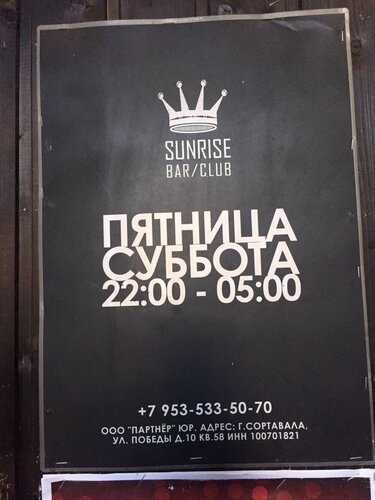 SUNRISE
BAR/CLUB
ПЯТНИЦА
СУББОТА
22:00 - 05:00
+7 953-533-50-70
ООО "ПАРТНЁР" ЮР. АДРЕС: Г.СОРТАВАЛА,
УЛ. ПОБЕДЫ Д.10 КВ.58 ИНН 100701821